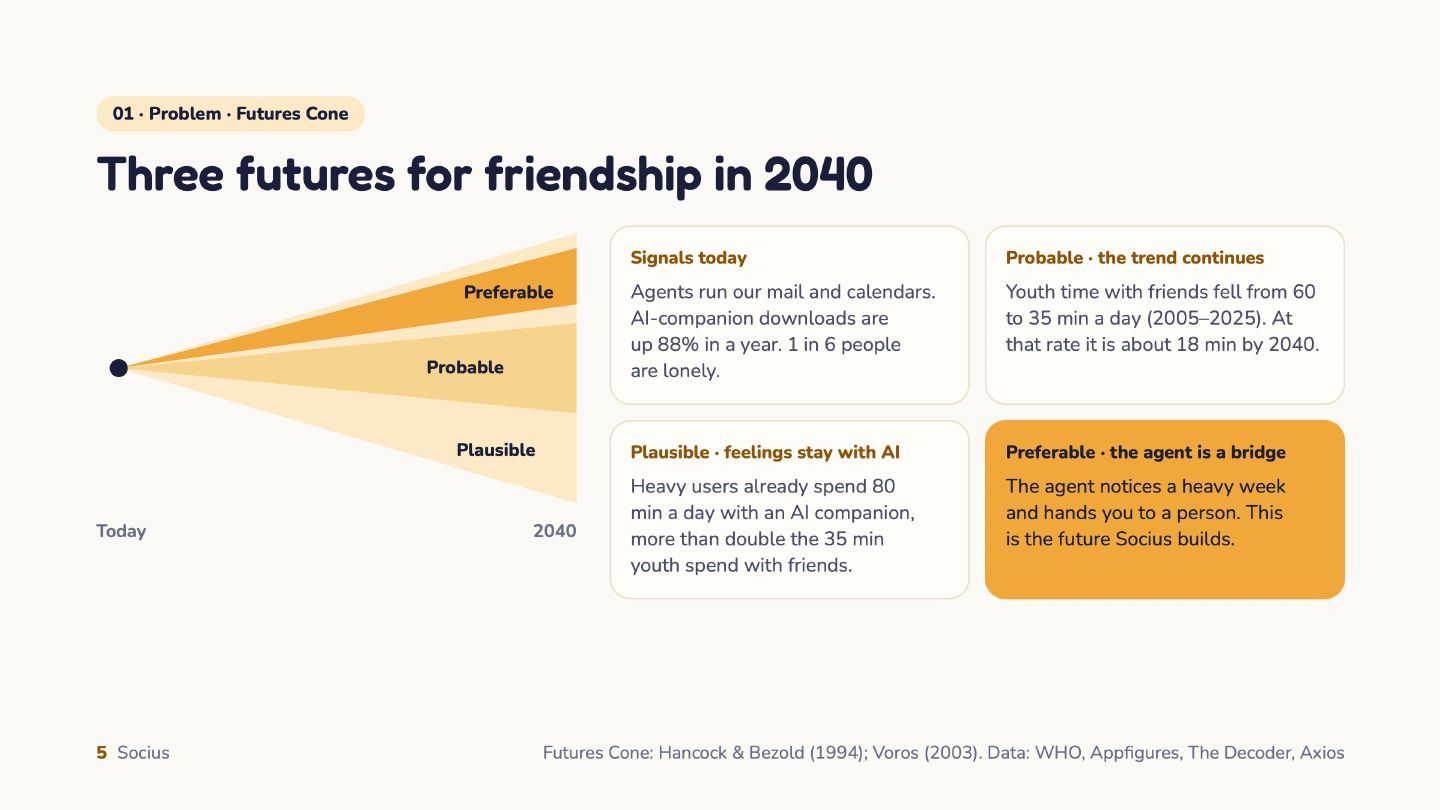 01 · Problem · Futures Cone
Three futures for friendship in 2040
Preferable
Probable
Plausible
Today
2040
Signals today
Agents run our mail and calendars.
AI-companion downloads are
up 88% in a year. 1 in 6 people
are lonely.
Probable · the trend continues
Youth time with friends fell from 60
to 35 min a day (2005–2025). At
that rate it is about 18 min by 2040.
Plausible · feelings stay with AI
Heavy users already spend 80
min a day with an AI companion,
more than double the 35 min
youth spend with friends.
Preferable · the agent is a bridge
The agent notices a heavy week
and hands you to a person. This
is the future Socius builds.
5 Socius
Futures Cone: Hancock & Bezold (1994); Voros (2003). Data: WHO, Appfigures, The Decoder, Axios